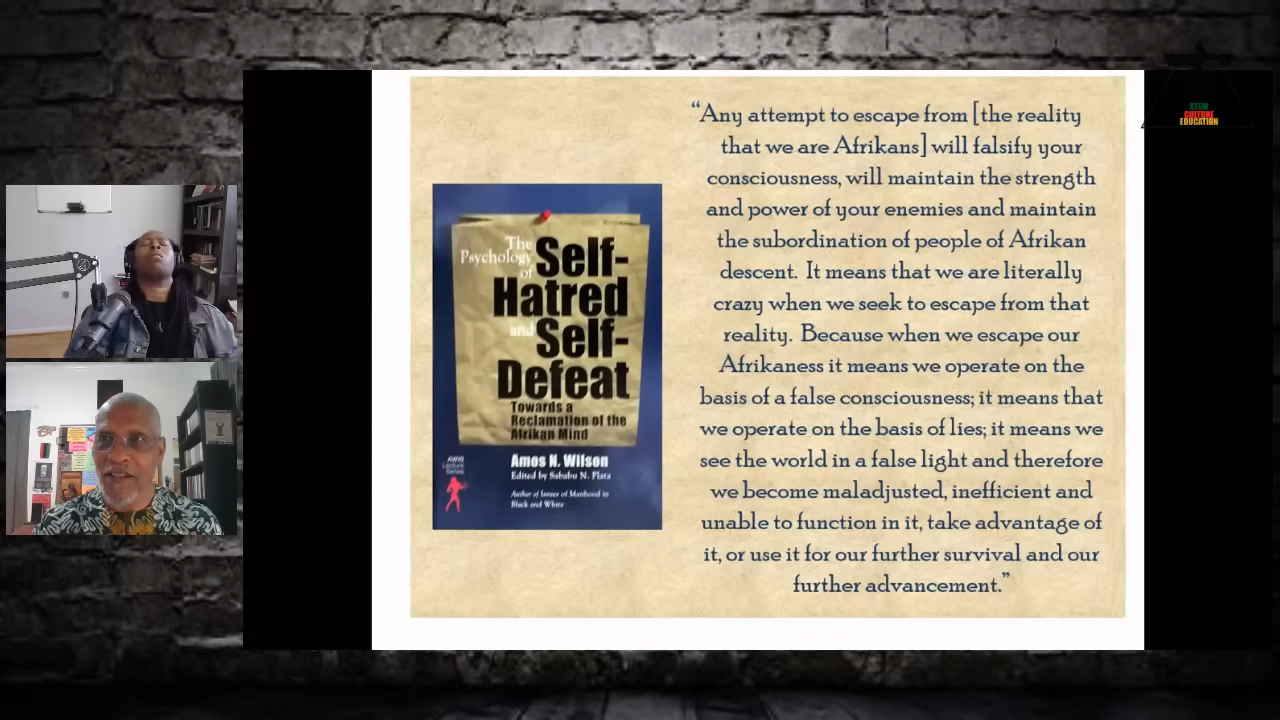 “Any attempt to escape from [the reality
that we are Afrikans] will falsify your
consciousness, will maintain the strength
and power of your enemies and maintain
the subordination of people of Afrikan
descent. It means that we are literally
crazy when we seek to escape from that
reality. Because when we escape our
Afrikaness it means we operate on the
basis of a false consciousness; it means that
we operate on the basis of lies; it means we
see the world in a false light and therefore
we become maladjusted, inefficient and
unable to function in it, take advantage of
it, or use it for our further survival and our
further advancement.”
The
Psychology
of
Self-
Hatred
and
Self-
Defeat
Towards a
Reclamation of the
Afrikan Mind
AWIS
Lecture
Series
Amos N. Wilson
Edited by Sababu N. Plata
Author of Issues of Manhood in
Black and White
STEM
CULTURE
EDUCATION